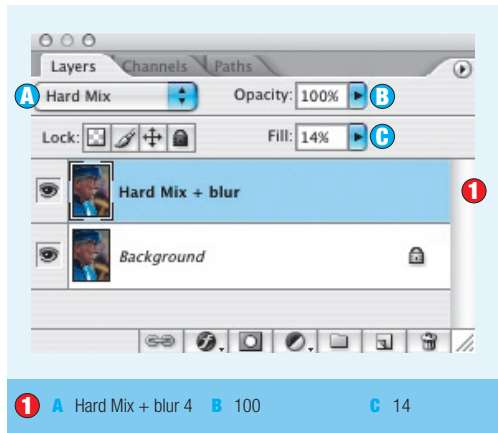 Layers Channels Paths
A Hard Mix Opacity: 100% B
Lock: Fill: 14% C
Hard Mix + blur
1
Background
1 A Hard Mix + blur 4 B 100 C 14